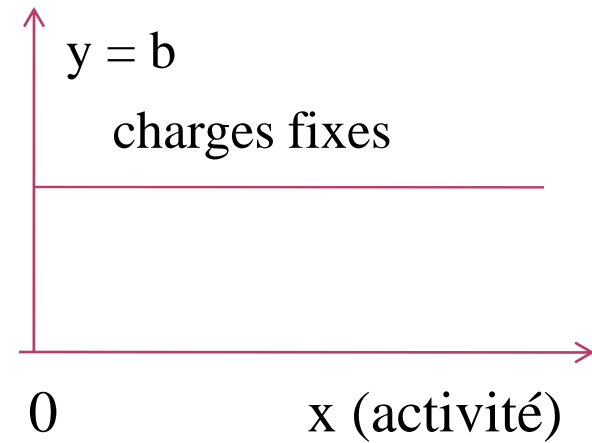 y = b
charges fixes
0 x (activité)